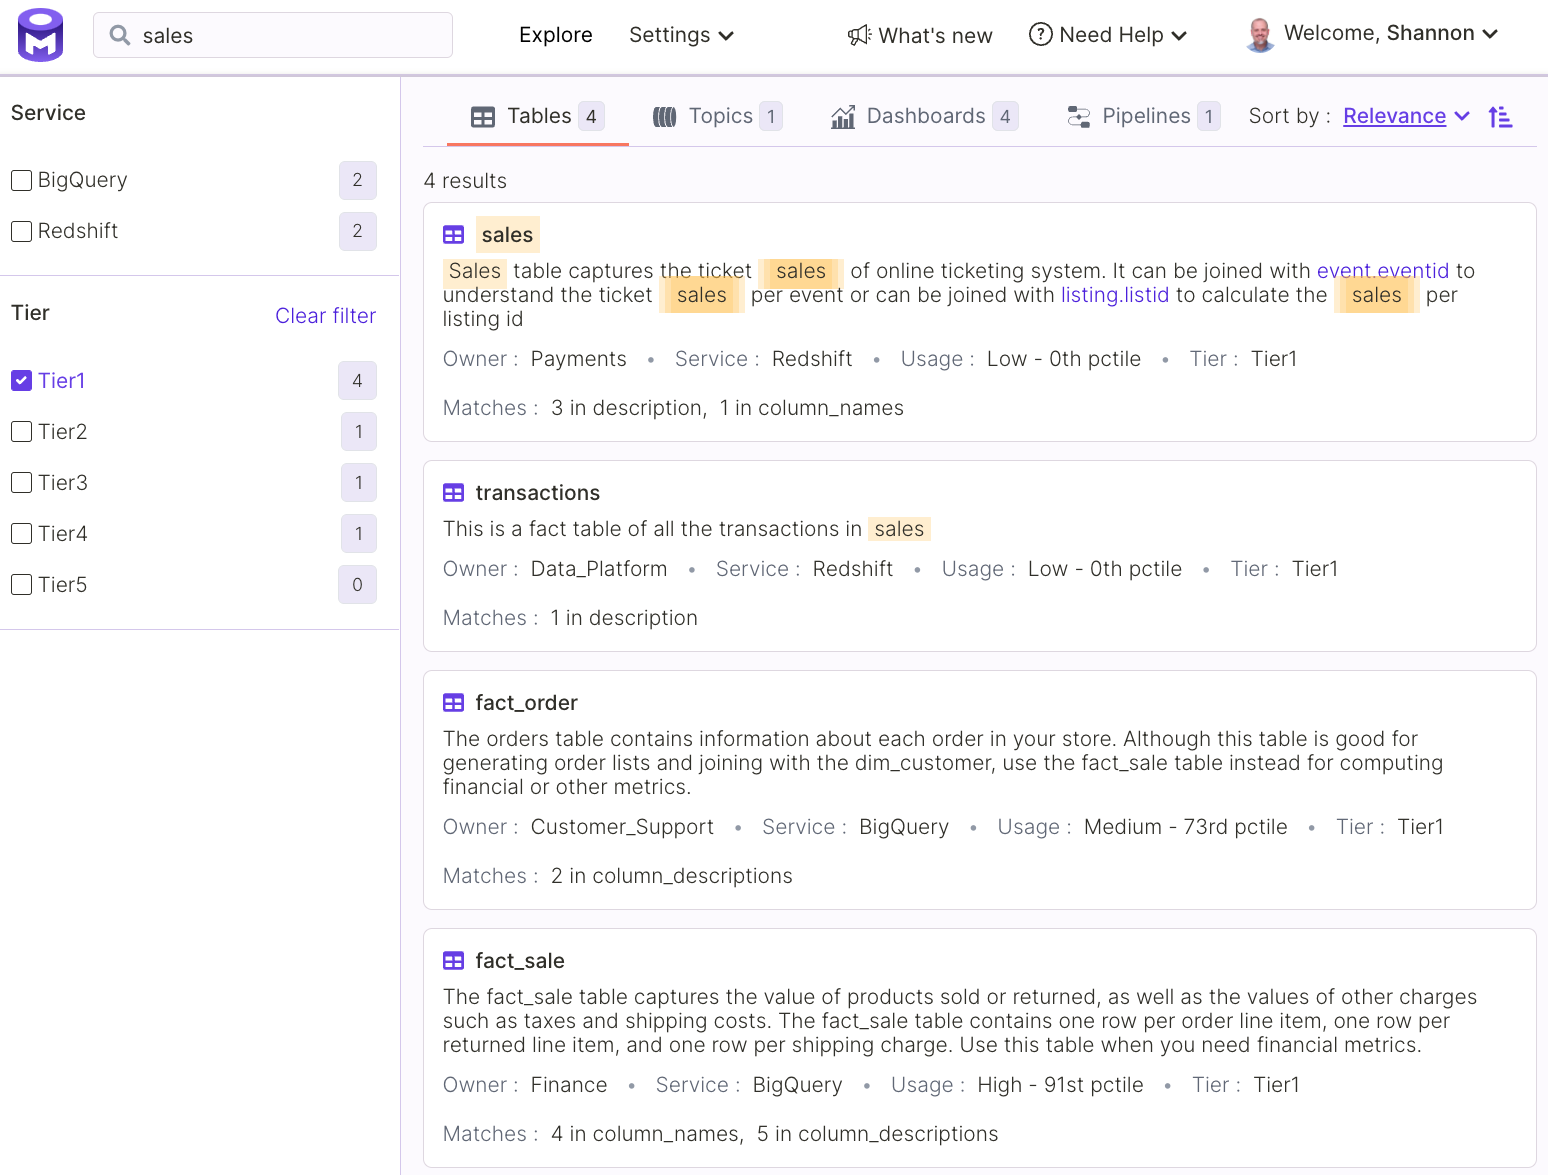 sales
Explore
Settings
What's new
Need Help
Welcome, Shannon
Service
BigQuery 2
Redshift 2
Tier
Clear filter
Tier1 4
Tier2 1
Tier3 1
Tier4 1
Tier5 0
Tables 4
Topics 1
Dashboards 4
Pipelines 1
Sort by : Relevance
4 results
sales
Sales table captures the ticket sales of online ticketing system. It can be joined with event.eventid to
understand the ticket sales per event or can be joined with listing.listid to calculate the sales per
listing id
Owner : Payments • Service : Redshift • Usage : Low - 0th pctile • Tier : Tier1
Matches : 3 in description, 1 in column_names
transactions
This is a fact table of all the transactions in sales
Owner : Data_Platform • Service : Redshift • Usage : Low - 0th pctile • Tier : Tier1
Matches : 1 in description
fact_order
The orders table contains information about each order in your store. Although this table is good for
generating order lists and joining with the dim_customer, use the fact_sale table instead for computing
financial or other metrics.
Owner : Customer_Support • Service : BigQuery • Usage : Medium - 73rd pctile • Tier : Tier1
Matches : 2 in column_descriptions
fact_sale
The fact_sale table captures the value of products sold or returned, as well as the values of other charges
such as taxes and shipping costs. The fact_sale table contains one row per order line item, one row per
returned line item, and one row per shipping charge. Use this table when you need financial metrics.
Owner : Finance • Service : BigQuery • Usage : High - 91st pctile • Tier : Tier1
Matches : 4 in column_names, 5 in column_descriptions